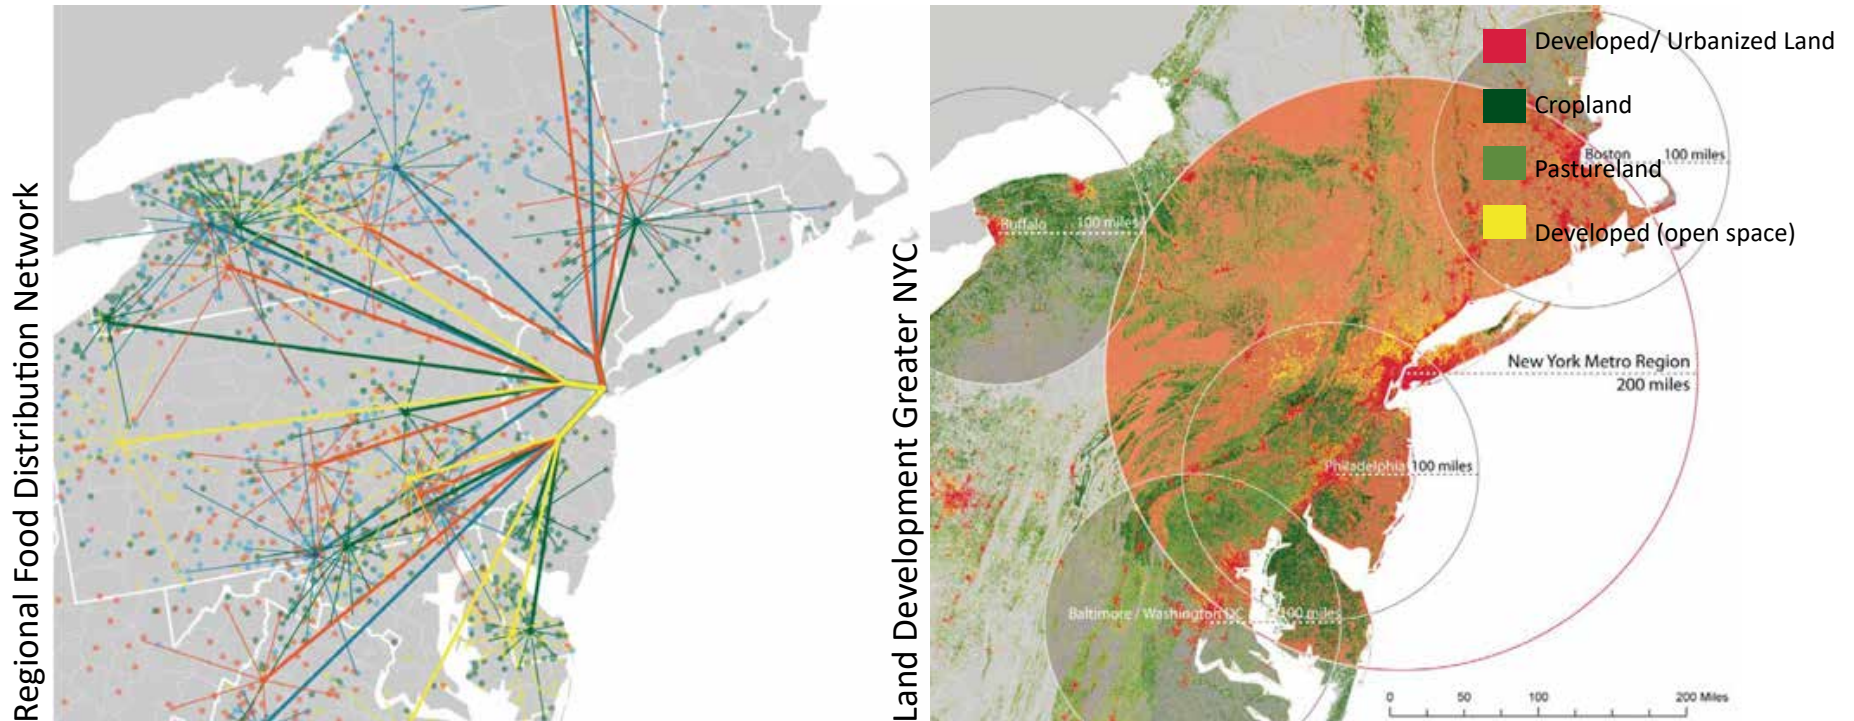 Regional Food Distribution Network
Land Development Greater NYC
Developed/ Urbanized Land
Cropland
Pastureland
Developed (open space)
Boston 100 miles
Buffalo 100 miles
New York Metro Region
200 miles
Philadelphia 100 miles
Baltimore / Washington DC 100 miles
0 50 100 200 Miles